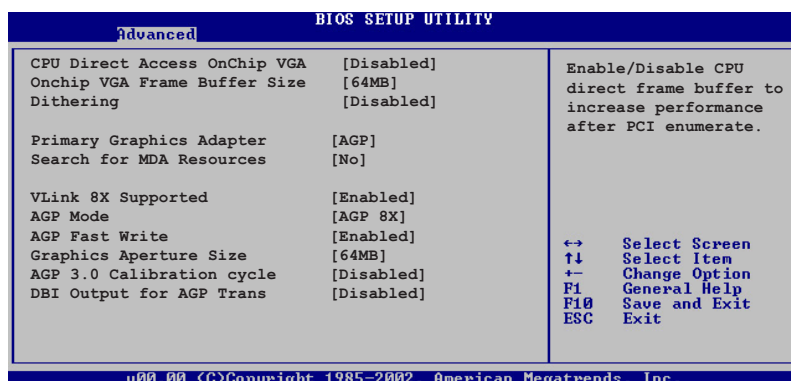 BIOS SETUP UTILITY
Advanced
CPU Direct Access OnChip VGA [Disabled]
Onchip VGA Frame Buffer Size [64MB]
Dithering [Disabled]
Primary Graphics Adapter [AGP]
Search for MDA Resources [No]
VLink 8X Supported [Enabled]
AGP Mode [AGP 8X]
AGP Fast Write [Enabled]
Graphics Aperture Size [64MB]
AGP 3.0 Calibration cycle [Disabled]
DBI Output for AGP Trans [Disabled]
Enable/Disable CPU
direct frame buffer to
increase performance
after PCI enumerate.
←→ Select Screen
↑↓ Select Item
+- Change Option
F1 General Help
F10 Save and Exit
ESC Exit
v00.00 (C)Copyright 1985-2002, American Megatrends, Inc.